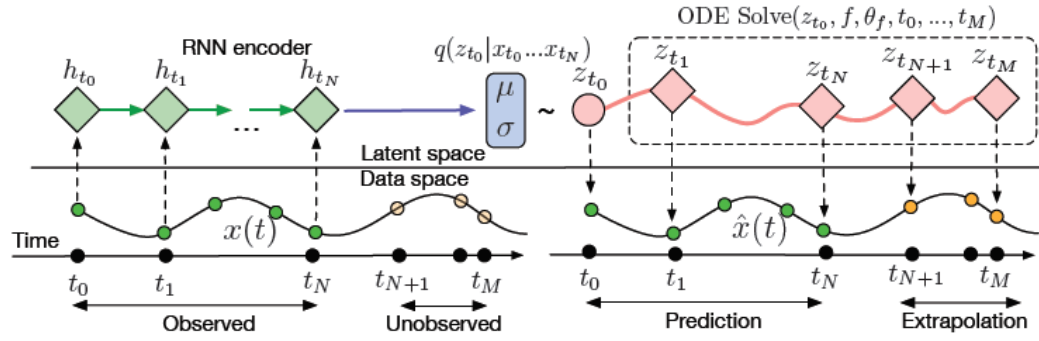 ODE Solve(z_{t_0}, f, θ_f, t_0, ..., t_M)
RNN encoder
q(z_{t_0}|x_{t_0}...x_{t_N})
h_{t_0} h_{t_1} h_{t_N}
z_{t_0} z_{t_1} z_{t_N} z_{t_{N+1}} z_{t_M}
...
μ
σ
~
Latent space
Data space
x(t)
x̂(t)
Time
t_0 t_1 t_N t_{N+1} t_M
t_0 t_1 t_N t_{N+1} t_M
Observed Unobserved
Prediction Extrapolation